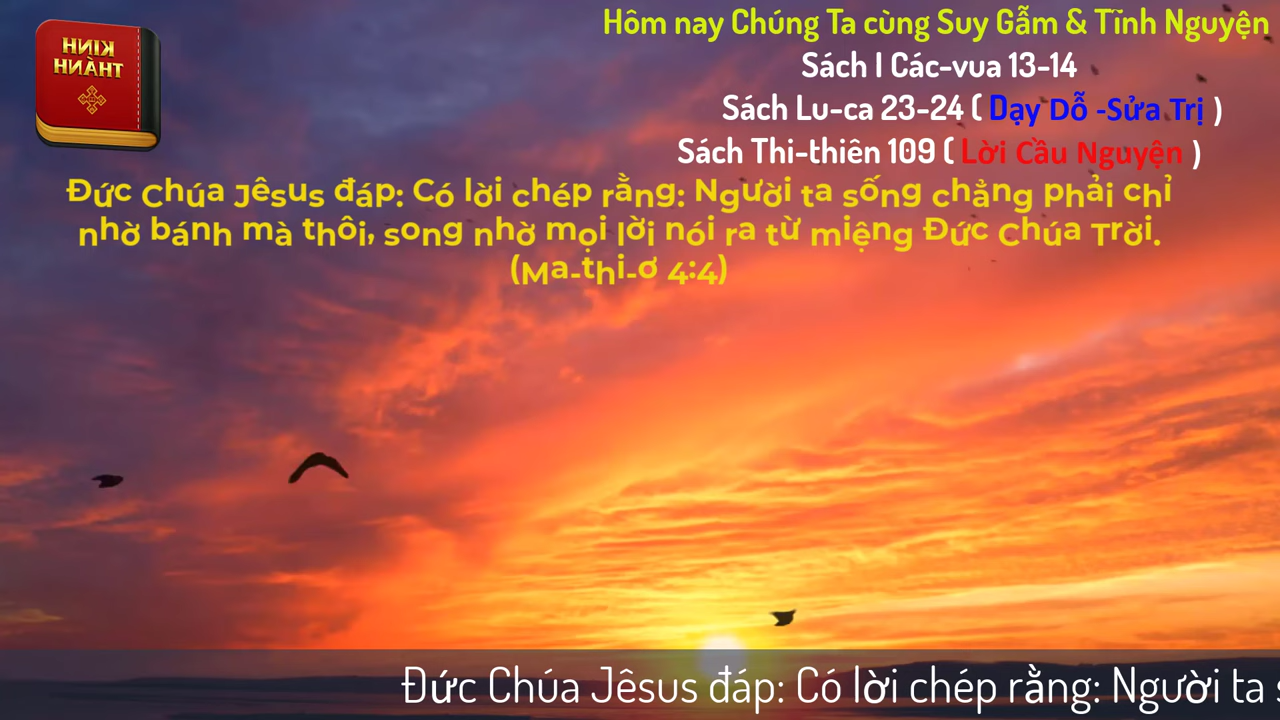 KINH
THÁNH
Hôm nay Chúng Ta cùng Suy Gẫm & Tĩnh Nguyện
Sách I Các-vua 13-14
Sách Lu-ca 23-24 ( Dạy Dỗ -Sửa Trị )
Sách Thi-thiên 109 ( Lời Cầu Nguyện )
Đức Chúa Jêsus đáp: Có lời chép rằng: Người ta sống chẳng phải chỉ
nhờ bánh mà thôi, song nhờ mọi lời nói ra từ miệng Đức Chúa Trời.
(Ma-thi-ơ 4:4)
Đức Chúa Jêsus đáp: Có lời chép rằng: Người ta